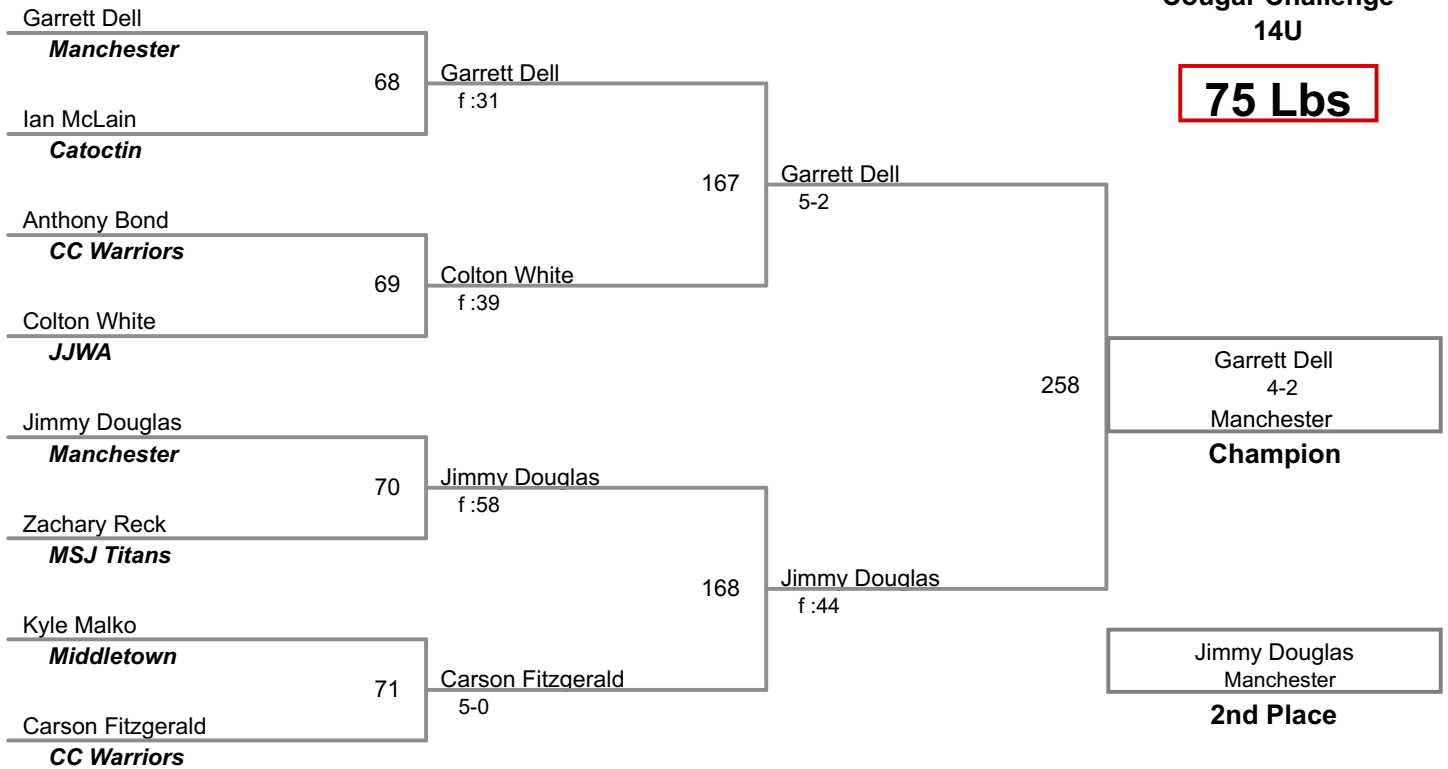 Cougar Challenge
14U
75 Lbs
Garrett Dell
Manchester
68
Ian McLain
Catoctin
Garrett Dell
f :31
Anthony Bond
CC Warriors
69
Colton White
JJWA
Colton White
f :39
167
Garrett Dell
5-2
Jimmy Douglas
Manchester
70
Zachary Reck
MSJ Titans
Jimmy Douglas
f :58
Kyle Malko
Middletown
71
Carson Fitzgerald
CC Warriors
Carson Fitzgerald
5-0
168
Jimmy Douglas
f :44
258
Garrett Dell
4-2
Manchester
Champion
Jimmy Douglas
Manchester
2nd Place